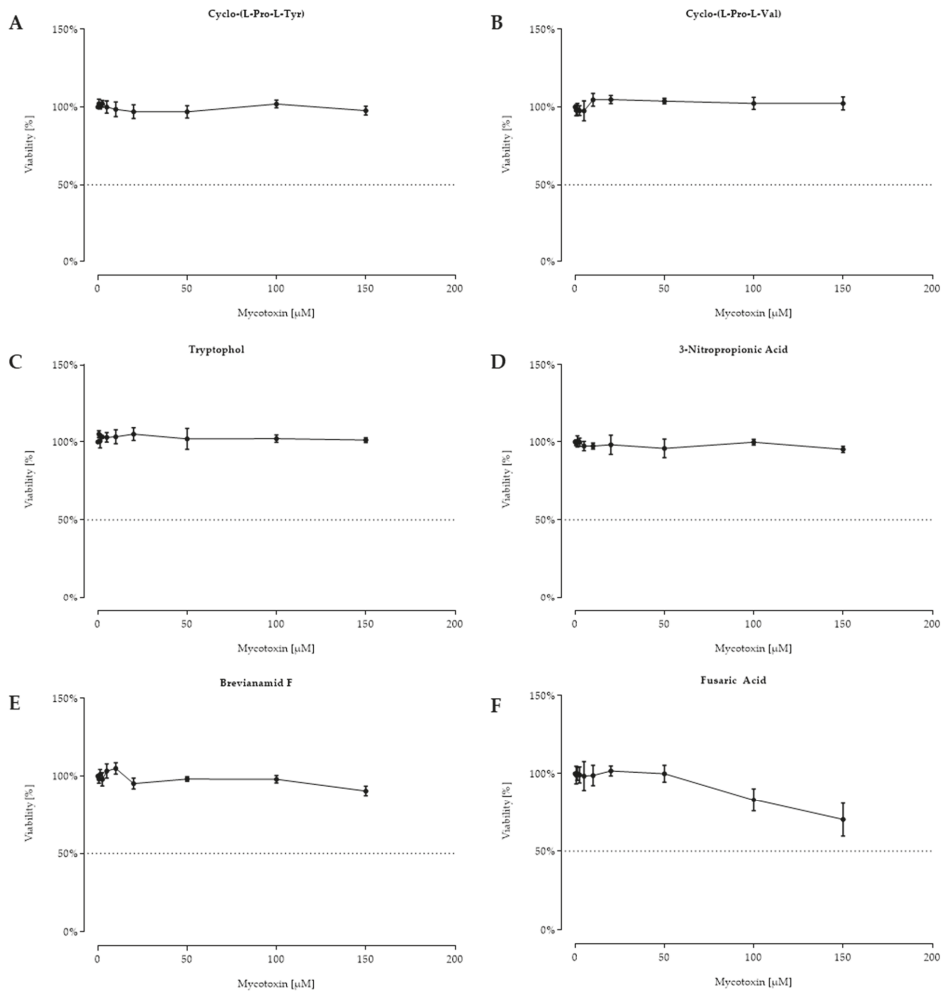 A
Cyclo-(L-Pro-L-Tyr)
150%
100%
50%
0%
Viability [%]
0 50 100 150 200
Mycotoxin [µM]
B
Cyclo-(L-Pro-L-Val)
150%
100%
50%
0%
Viability [%]
0 50 100 150 200
Mycotoxin [µM]
C
Tryptophol
150%
100%
50%
0%
Viability [%]
0 50 100 150 200
Mycotoxin [µM]
D
3-Nitropropionic Acid
150%
100%
50%
0%
Viability [%]
0 50 100 150 200
Mycotoxin [µM]
E
Brevianamid F
150%
100%
50%
0%
Viability [%]
0 50 100 150 200
Mycotoxin [µM]
F
Fusaric Acid
150%
100%
50%
0%
Viability [%]
0 50 100 150 200
Mycotoxin [µM]